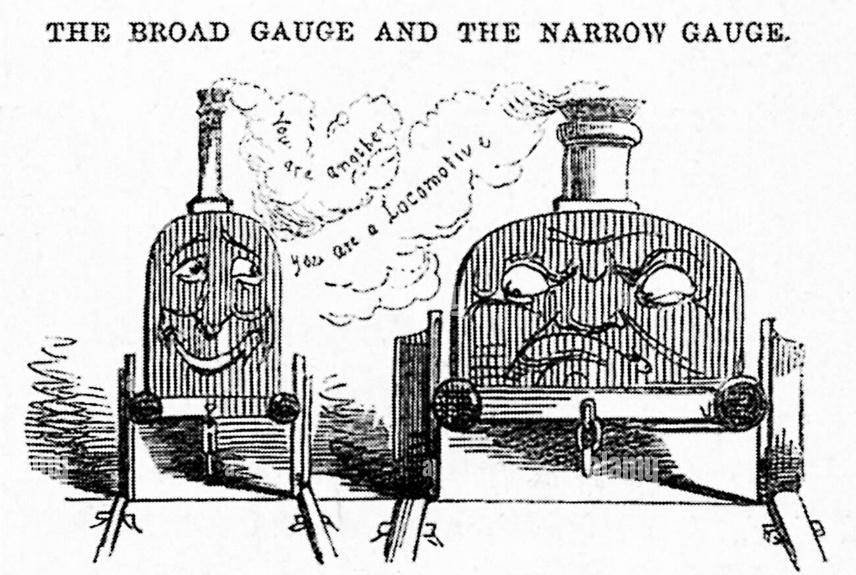 THE BROAD GAUGE AND THE NARROW GAUGE.
You are another
You are a Locomotive